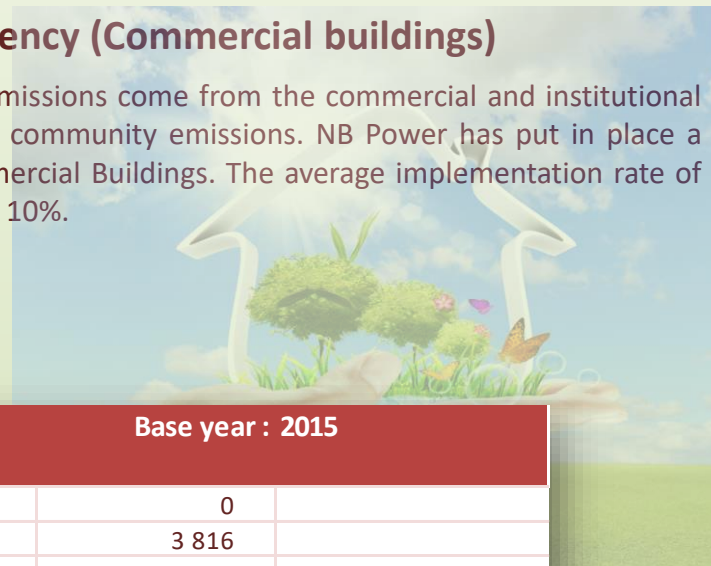 ency (Commercial buildings)
missions come from the commercial and institutional
community emissions. NB Power has put in place a
mercial Buildings. The average implementation rate of
10%.
Base year : 2015
0
3 816